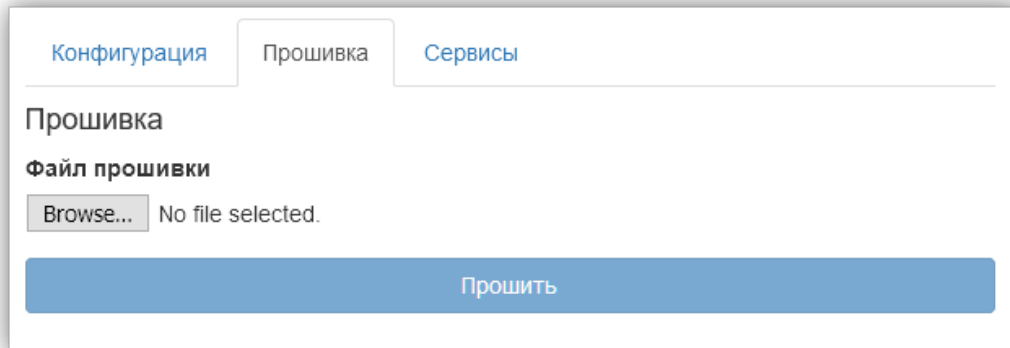 Конфигурация Прошивка Сервисы
Прошивка
Файл прошивки
Browse... No file selected.
Прошить